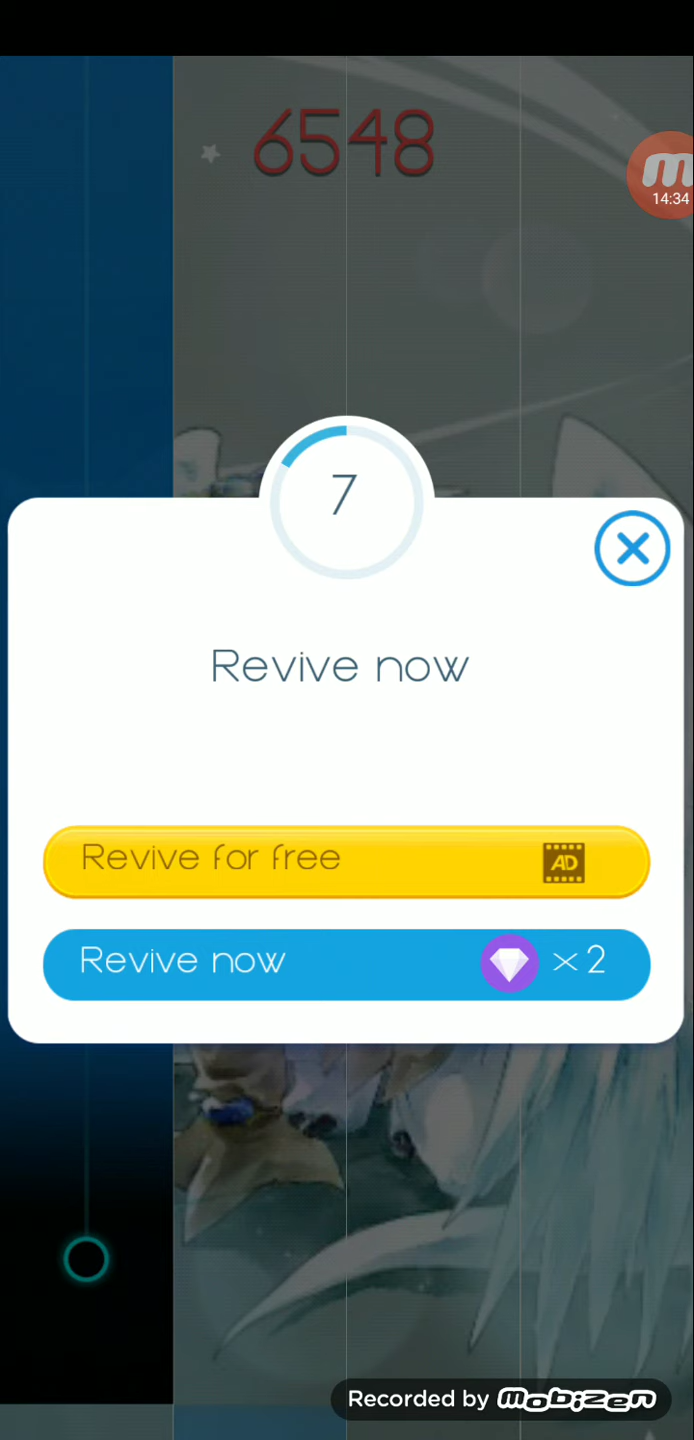 6548
14:34
7
Revive now
Revive for free AD
Revive now ×2
Recorded by mobizen